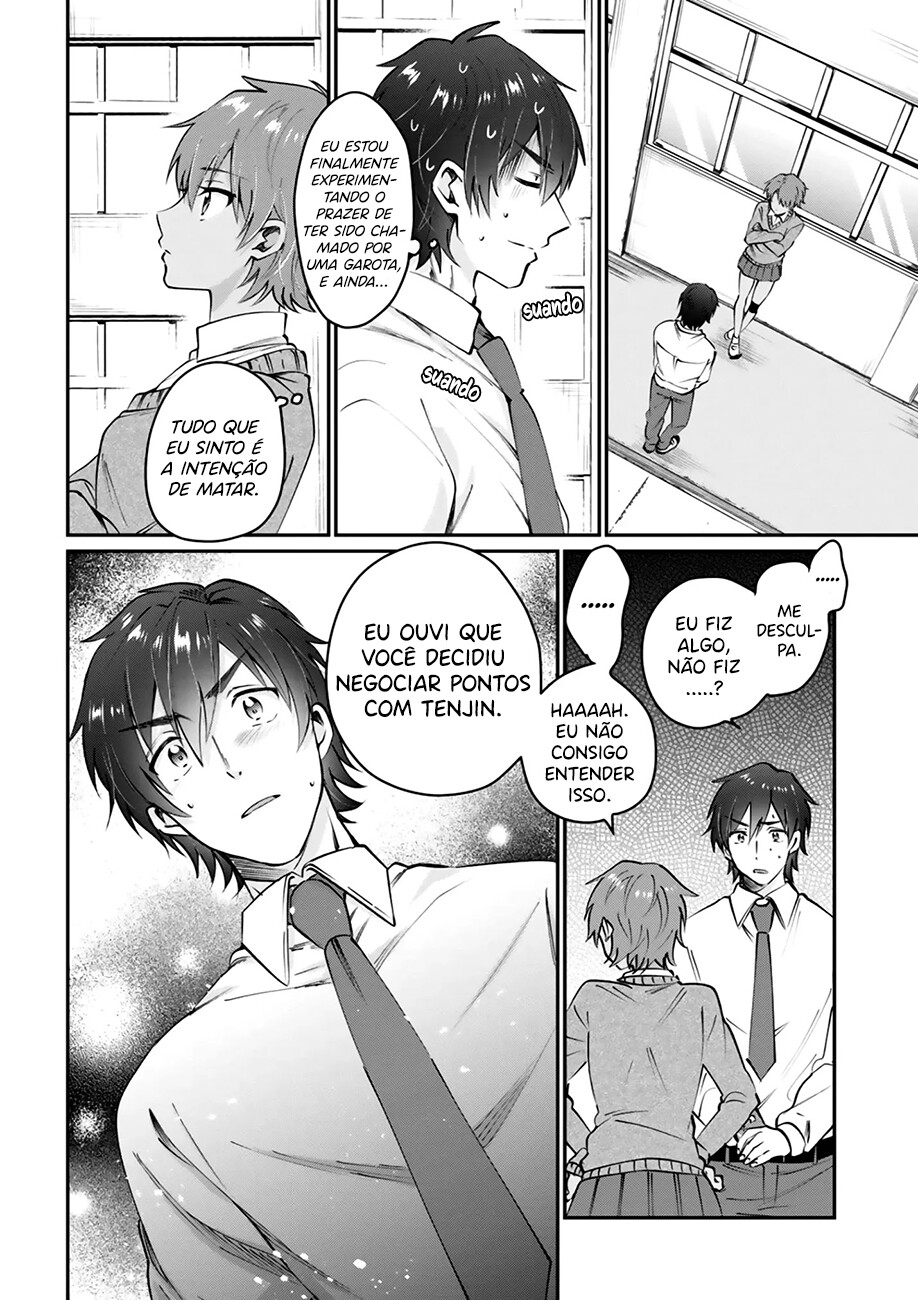 EU ESTOU
FINALMENTE
EXPERIMEN-
TANDO O
PRAZER DE
TER SIDO CHA-
MADO POR
UMA GAROTA,
E AINDA...
suando
suando
TUDO QUE
EU SINTO É
A INTENÇÃO
DE MATAR.
......
ME
DESCUL-
PA.
EU FIZ
ALGO,
NÃO FIZ
.....?
.....
HAAAAH.
EU NÃO
CONSIGO
ENTENDER
ISSO.
EU OUVI QUE
VOCÊ DECIDIU
NEGOCIAR PONTOS
COM TENJIN.